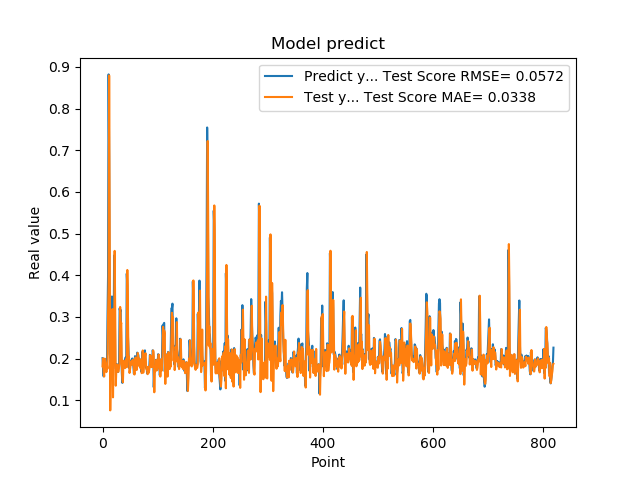 Model predict
Predict y... Test Score RMSE= 0.0572
Test y... Test Score MAE= 0.0338
Real value
0.9
0.8
0.7
0.6
0.5
0.4
0.3
0.2
0.1
0 200 400 600 800
Point